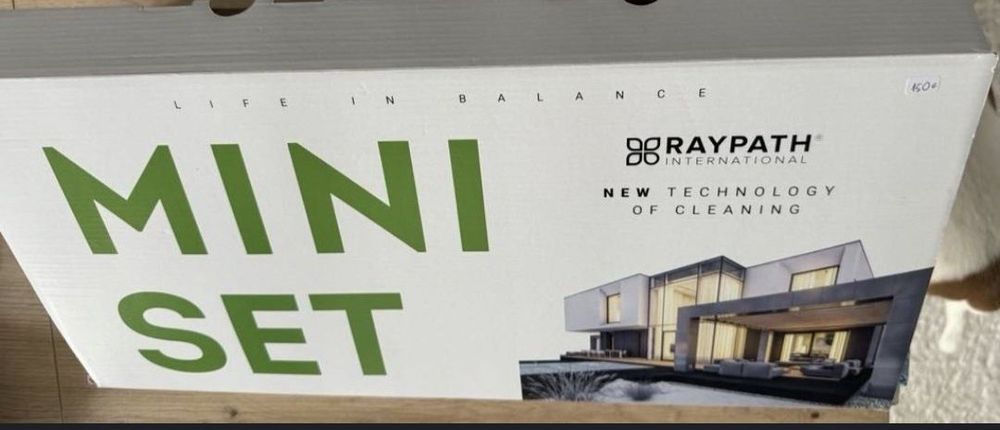 LIFE IN BALANCE
150€
MINI
SET
RAYPATH®
INTERNATIONAL
NEW TECHNOLOGY
OF CLEANING